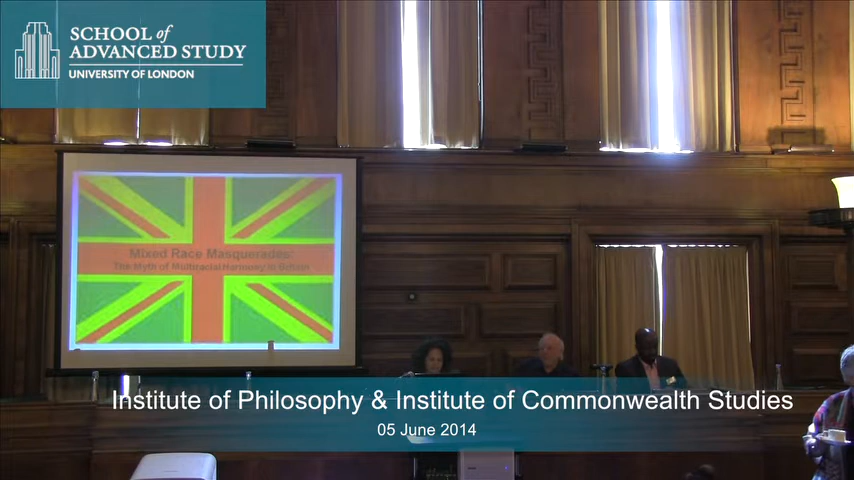 SCHOOL of
ADVANCED STUDY
UNIVERSITY OF LONDON
Mixed Race Masquerades:
The Myth of Multiracial Harmony in Britain
Institute of Philosophy & Institute of Commonwealth Studies
05 June 2014